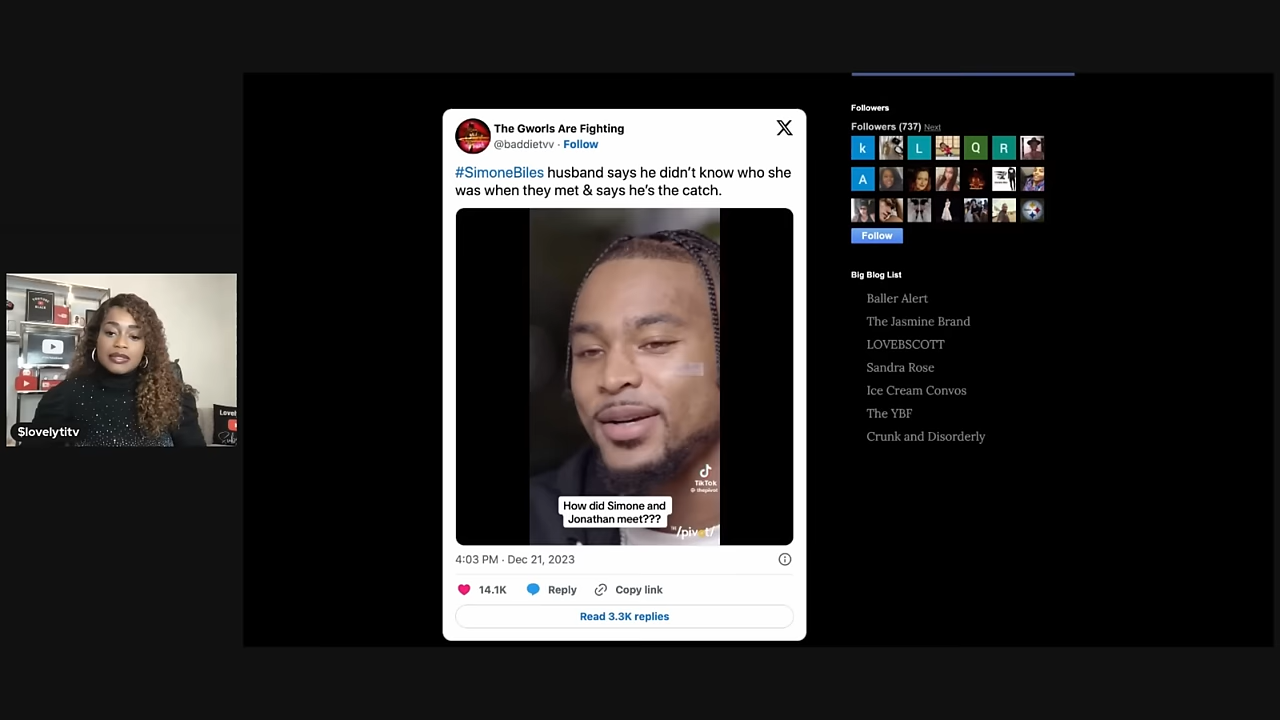 $lovelytitv
The Gworls Are Fighting
@baddietvv · Follow
#SimoneBiles husband says he didn't know who she
was when they met & says he's the catch.
TikTok
How did Simone and
Jonathan meet???
/pivot/
4:03 PM · Dec 21, 2023
14.1K
Reply
Copy link
Read 3.3K replies
Followers
Followers (737) Next
k
L
Q
R
A
Follow
Big Blog List
Baller Alert
The Jasmine Brand
LOVEBSCOTT
Sandra Rose
Ice Cream Convos
The YBF
Crunk and Disorderly